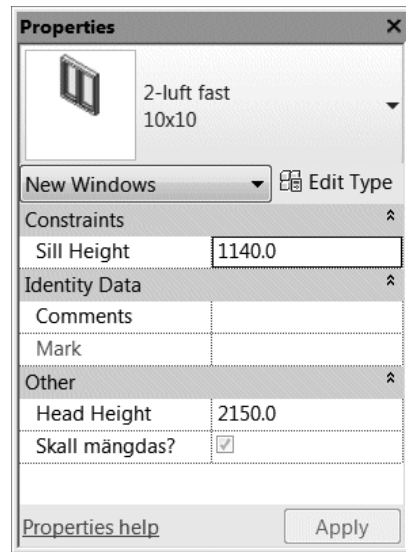 Properties
2-luft fast
10x10
New Windows Edit Type
Constraints
Sill Height 1140.0
Identity Data
Comments
Mark
Other
Head Height 2150.0
Skall mängdas?
Properties help Apply